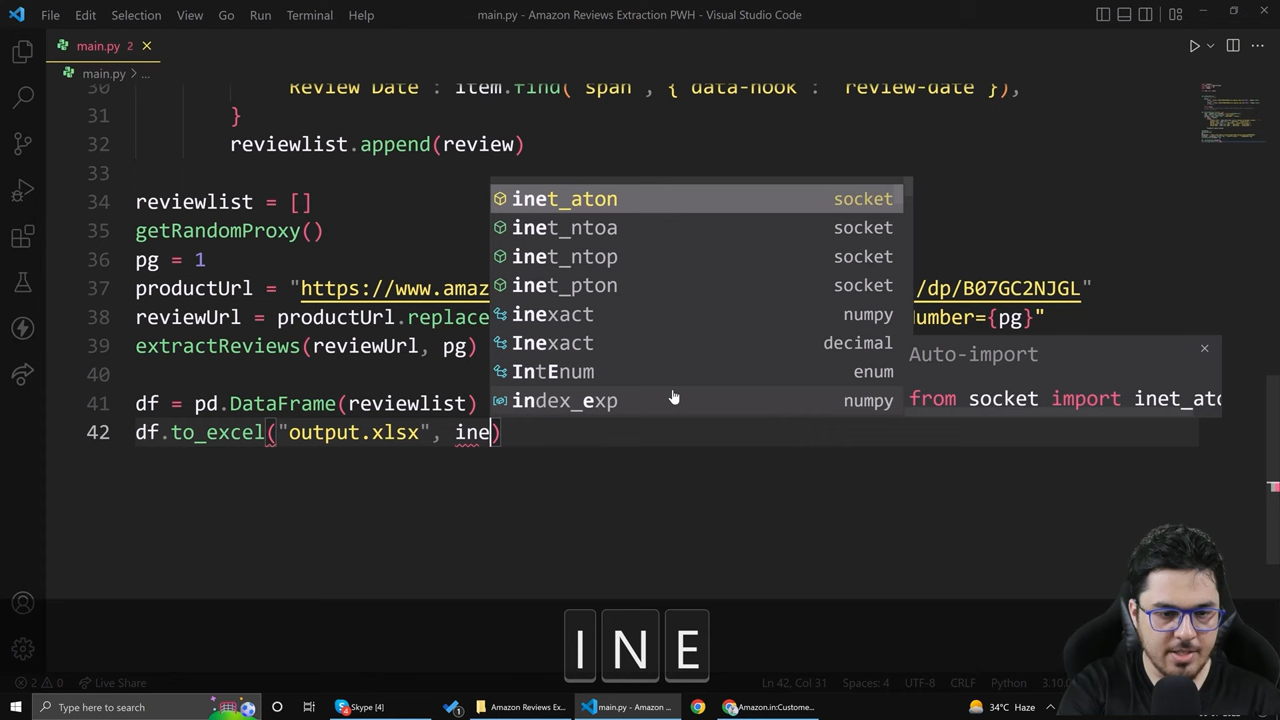 File Edit Selection View Go Run Terminal Help
main.py - Amazon Reviews Extraction PWH - Visual Studio Code
main.py 2
main.py > ...
30 'Review Date': item.find('span', {'data-hook': 'review-date'}),
31 }
32 reviewlist.append(review)
33
34 reviewlist = []
35 getRandomProxy()
36 pg = 1
37 productUrl = "https://www.amaz /dp/B07GC2NJGL"
38 reviewUrl = productUrl.replace umber={pg}"
39 extractReviews(reviewUrl, pg)
40
41 df = pd.DataFrame(reviewlist)
42 df.to_excel("output.xlsx", ine)
inet_aton socket
inet_ntoa socket
inet_ntop socket
inet_pton socket
inexact numpy
Inexact decimal
IntEnum enum
index_exp numpy
Auto-import
from socket import inet_ato
I N E
2 0 Live Share
Ln 42, Col 31 Spaces: 4 UTF-8 CRLF Python 3.10.
Type here to search
Skype [4]
Amazon Reviews Ex...
main.py - Amazon ...
Amazon.in:Custome...
34°C Haze